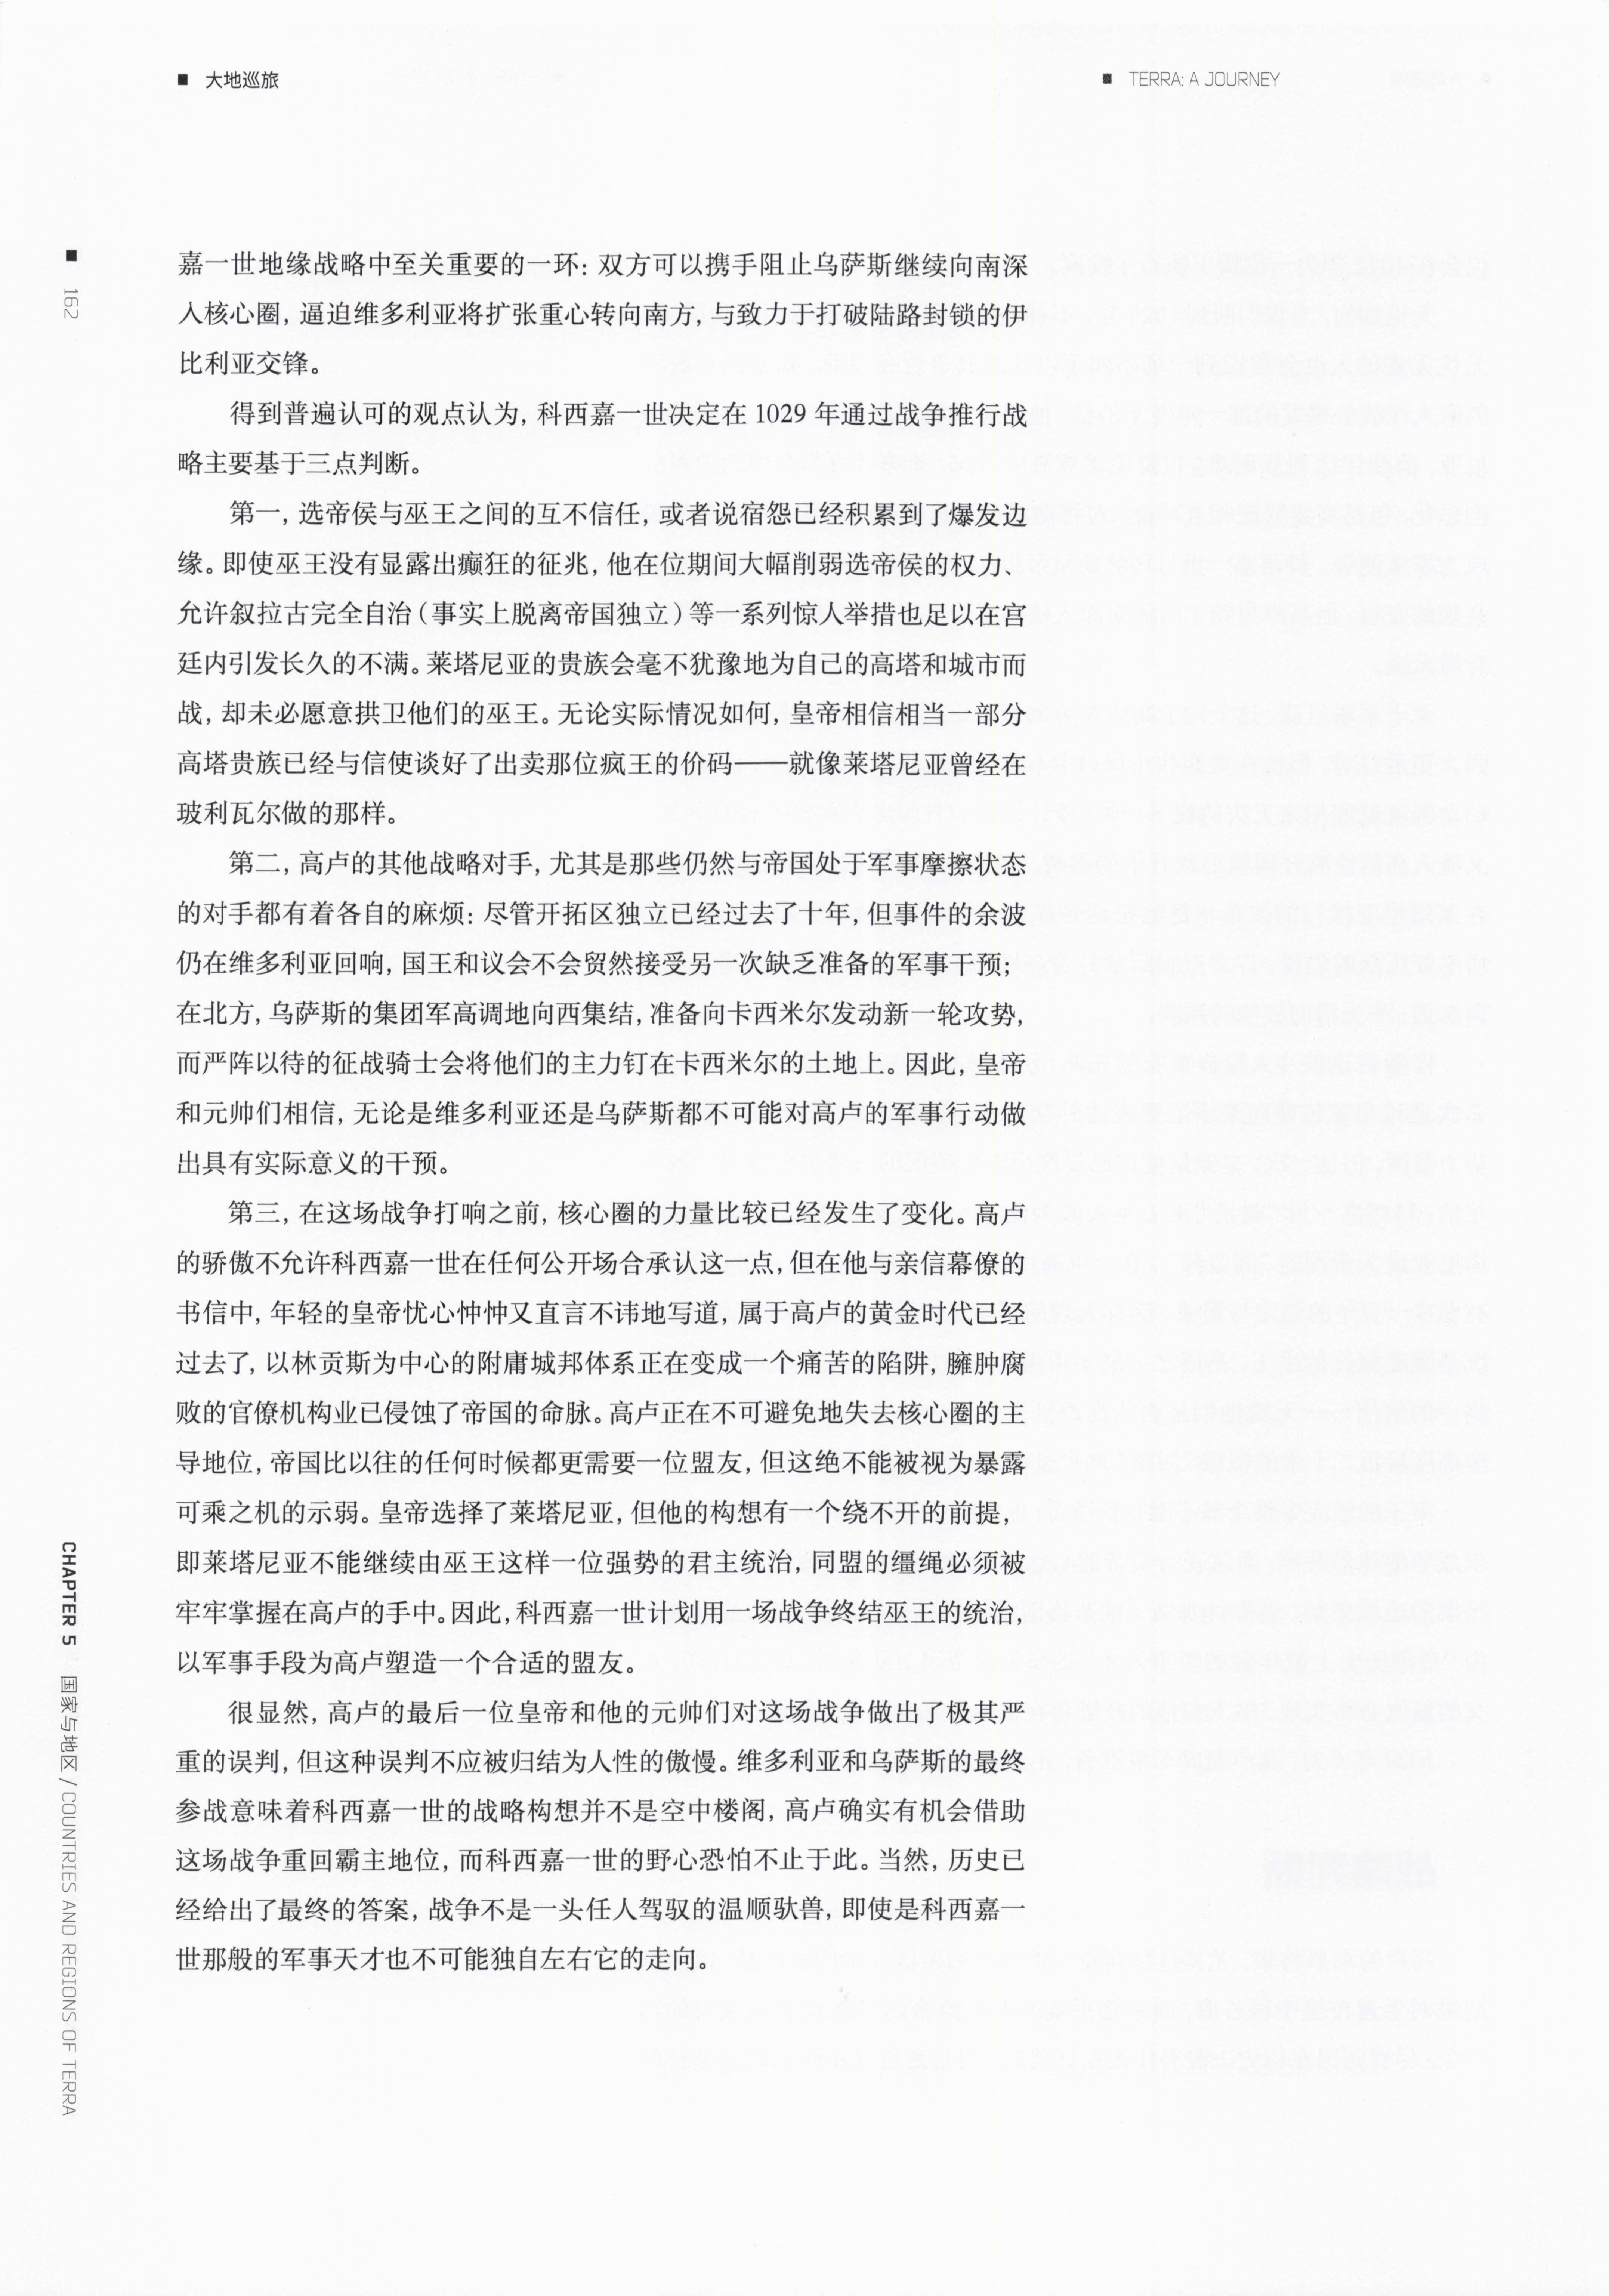 ■ 大地巡旅
■ TERRA: A JOURNEY
■ 162
嘉一世地缘战略中至关重要的一环：双方可以携手阻止乌萨斯继续向南深
入核心圈，逼迫维多利亚将扩张重心转向南方，与致力于打破陆路封锁的伊
比利亚交锋。
得到普遍认可的观点认为，科西嘉一世决定在 1029 年通过战争推行战
略主要基于三点判断。
第一，选帝侯与巫王之间的互不信任，或者说宿怨已经积累到了爆发边
缘。即使巫王没有显露出癫狂的征兆，他在位期间大幅削弱选帝侯的权力、
允许叙拉古完全自治（事实上脱离帝国独立）等一系列惊人举措也足以在宫
廷内引发长久的不满。莱塔尼亚的贵族会毫不犹豫地为自己的高塔和城市而
战，却未必愿意拱卫他们的巫王。无论实际情况如何，皇帝相信相当一部分
高塔贵族已经与信使谈好了出卖那位疯王的价码——就像莱塔尼亚曾经在
玻利瓦尔做的那样。
第二，高卢的其他战略对手，尤其是那些仍然与帝国处于军事摩擦状态
的对手都有着各自的麻烦：尽管开拓区独立已经过去了十年，但事件的余波
仍在维多利亚回响，国王和议会不会贸然接受另一次缺乏准备的军事干预；
在北方，乌萨斯的集团军高调地向西集结，准备向卡西米尔发动新一轮攻势，
而严阵以待的征战骑士会将他们的主力钉在卡西米尔的土地上。因此，皇帝
和元帅们相信，无论是维多利亚还是乌萨斯都不可能对高卢的军事行动做
出具有实际意义的干预。
第三，在这场战争打响之前，核心圈的力量比较已经发生了变化。高卢
的骄傲不允许科西嘉一世在任何公开场合承认这一点，但在他与亲信幕僚的
书信中，年轻的皇帝忧心忡忡又直言不讳地写道，属于高卢的黄金时代已经
过去了，以林贡斯为中心的附庸城邦体系正在变成一个痛苦的陷阱，臃肿腐
败的官僚机构业已侵蚀了帝国的命脉。高卢正在不可避免地失去核心圈的主
导地位，帝国比以往的任何时候都更需要一位盟友，但这绝不能被视为暴露
可乘之机的示弱。皇帝选择了莱塔尼亚，但他的构想有一个绕不开的前提，
即莱塔尼亚不能继续由巫王这样一位强势的君主统治，同盟的缰绳必须被
牢牢掌握在高卢的手中。因此，科西嘉一世计划用一场战争终结巫王的统治，
以军事手段为高卢塑造一个合适的盟友。
很显然，高卢的最后一位皇帝和他的元帅们对这场战争做出了极其严
重的误判，但这种误判不应被归结为人性的傲慢。维多利亚和乌萨斯的最终
参战意味着科西嘉一世的战略构想并不是空中楼阁，高卢确实有机会借助
这场战争重回霸主地位，而科西嘉一世的野心恐怕不止于此。当然，历史已
经给出了最终的答案，战争不是一头任人驾驭的温顺驮兽，即使是科西嘉一
世那般的军事天才也不可能独自左右它的走向。
CHAPTER 5 国家与地区 / COUNTRIES AND REGIONS OF TERRA